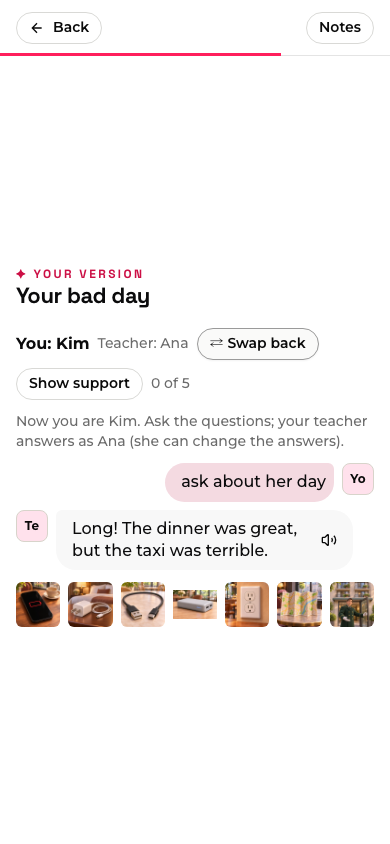 Back
Notes
YOUR VERSION
Your bad day
You: Kim Teacher: Ana Swap back
Show support 0 of 5
Now you are Kim. Ask the questions; your teacher
answers as Ana (she can change the answers).
ask about her day
Yo
Te
Long! The dinner was great,
but the taxi was terrible.